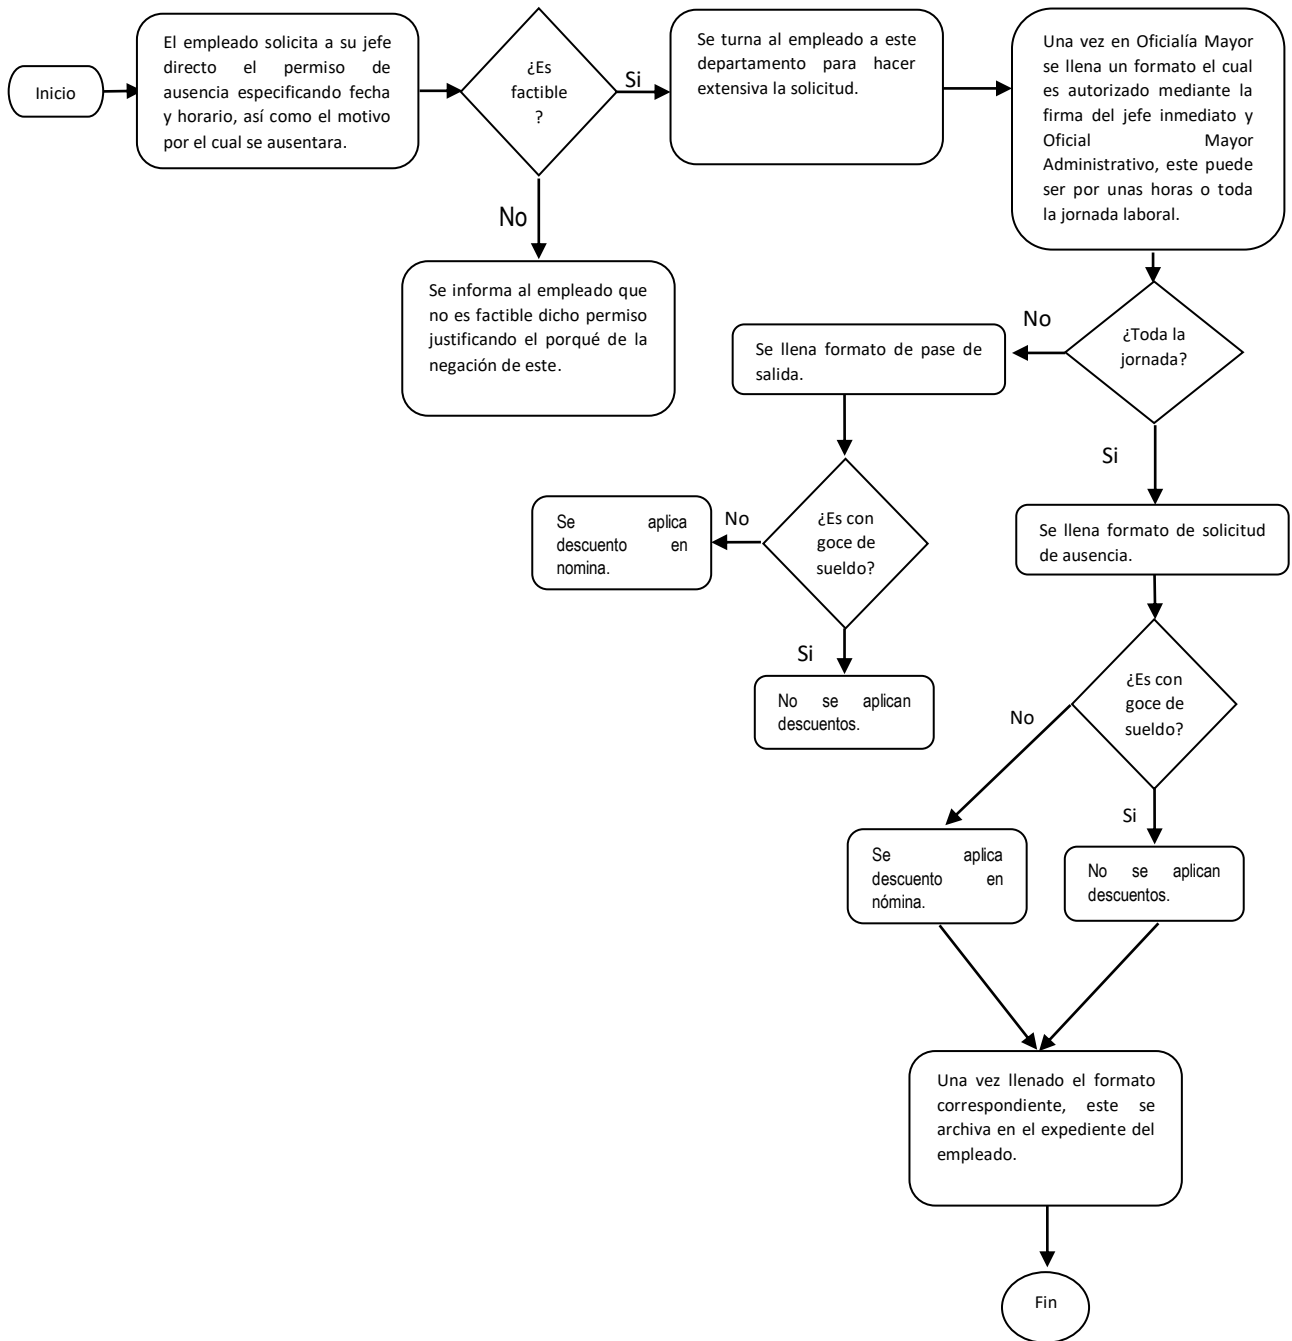 Inicio
El empleado solicita a su jefe
directo el permiso de
ausencia especificando fecha
y horario, así como el motivo
por el cual se ausentara.
¿Es
factible
?
Si
Se turna al empleado a este
departamento para hacer
extensiva la solicitud.
Una vez en Oficialía Mayor
se llena un formato el cual
es autorizado mediante la
firma del jefe inmediato y
Oficial Mayor
Administrativo, este puede
ser por unas horas o toda
la jornada laboral.
No
Se informa al empleado que
no es factible dicho permiso
justificando el porqué de la
negación de este.
¿Toda la
jornada?
No
Se llena formato de pase de
salida.
Si
¿Es con
goce de
sueldo?
No
Se aplica
descuento en
nomina.
Si
No se aplican
descuentos.
Se llena formato de solicitud
de ausencia.
¿Es con
goce de
sueldo?
No
Si
Se aplica
descuento en
nómina.
No se aplican
descuentos.
Una vez llenado el formato
correspondiente, este se
archiva en el expediente del
empleado.
Fin